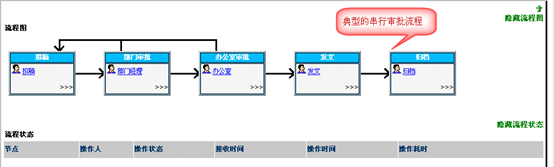 典型的串行审批流程
隐藏流程图
流程图
拟稿 部门审批 办公室审批 发文 归档
拟稿 部门经理 办公室 发文 归档
>>> >>> >>> >>> >>>
隐藏流程状态
流程状态
节点 操作人 操作状态 接收时间 操作时间 操作耗时